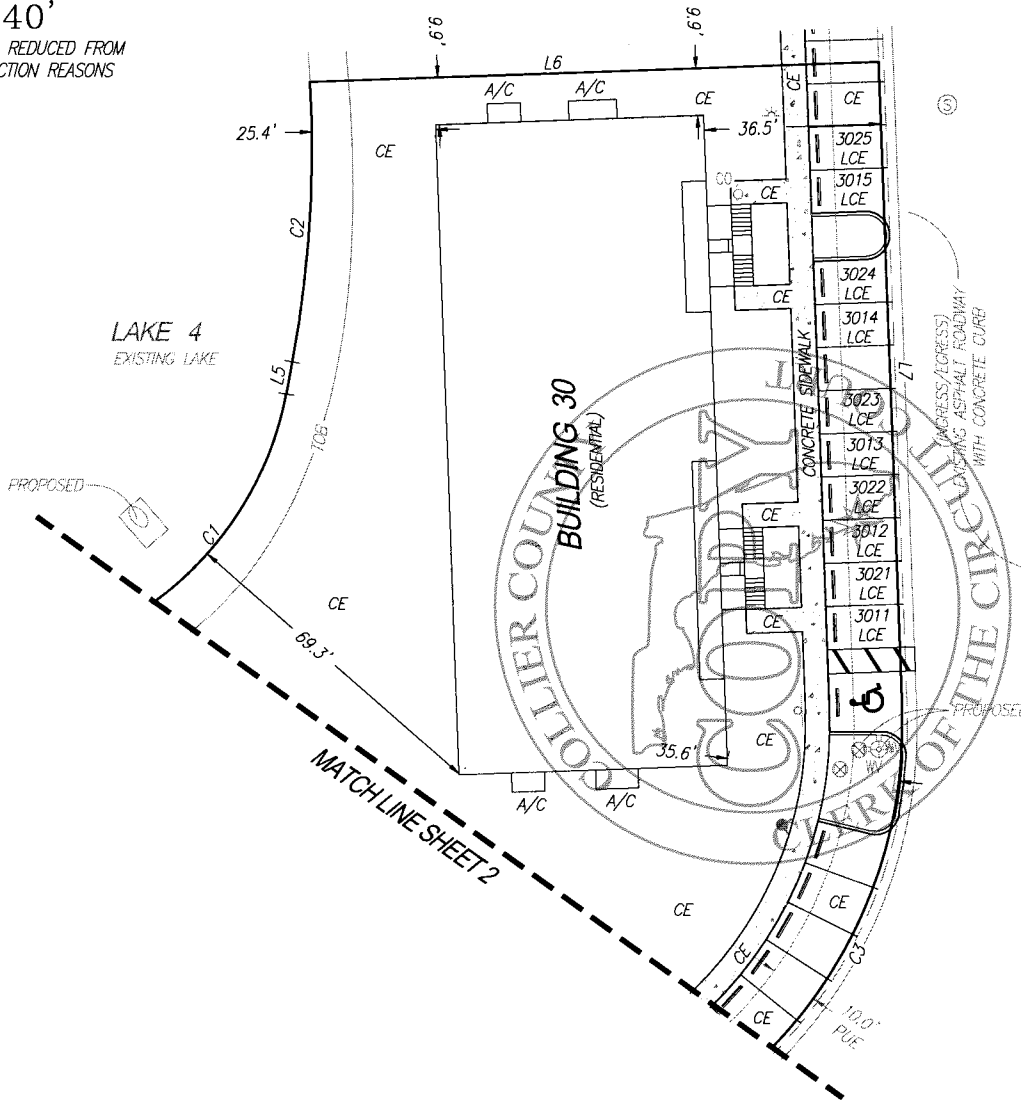 40'
REDUCED FROM
CTION REASONS
9.9'
9.9'
L6
A/C
A/C
CE
CE
CE
25.4'
36.5'
CE
S
3025
LCE
3015
LCE
CO
CE
C2
CE
3024
LCE
3014
LCE
LAKE 4
EXISTING LAKE
L5
TOB
BUILDING 30
(RESIDENTIAL)
CONCRETE SIDEWALK
L7
(INGRESS/EGRESS)
EXISTING ASPHALT ROADWAY
WITH CONCRETE CURB
3023
LCE
3013
LCE
3022
LCE
3012
LCE
3021
LCE
3011
LCE
PROPOSED
C1
CE
CE
CE
69.3'
PROPOSED
WV
35.6'
CE
A/C
A/C
MATCH LINE SHEET 2
CE
CE
CE
C3
CE
10.0'
PUE
COLLIER COUNTY
CLERK OF THE CIRCUIT COURT
COPY